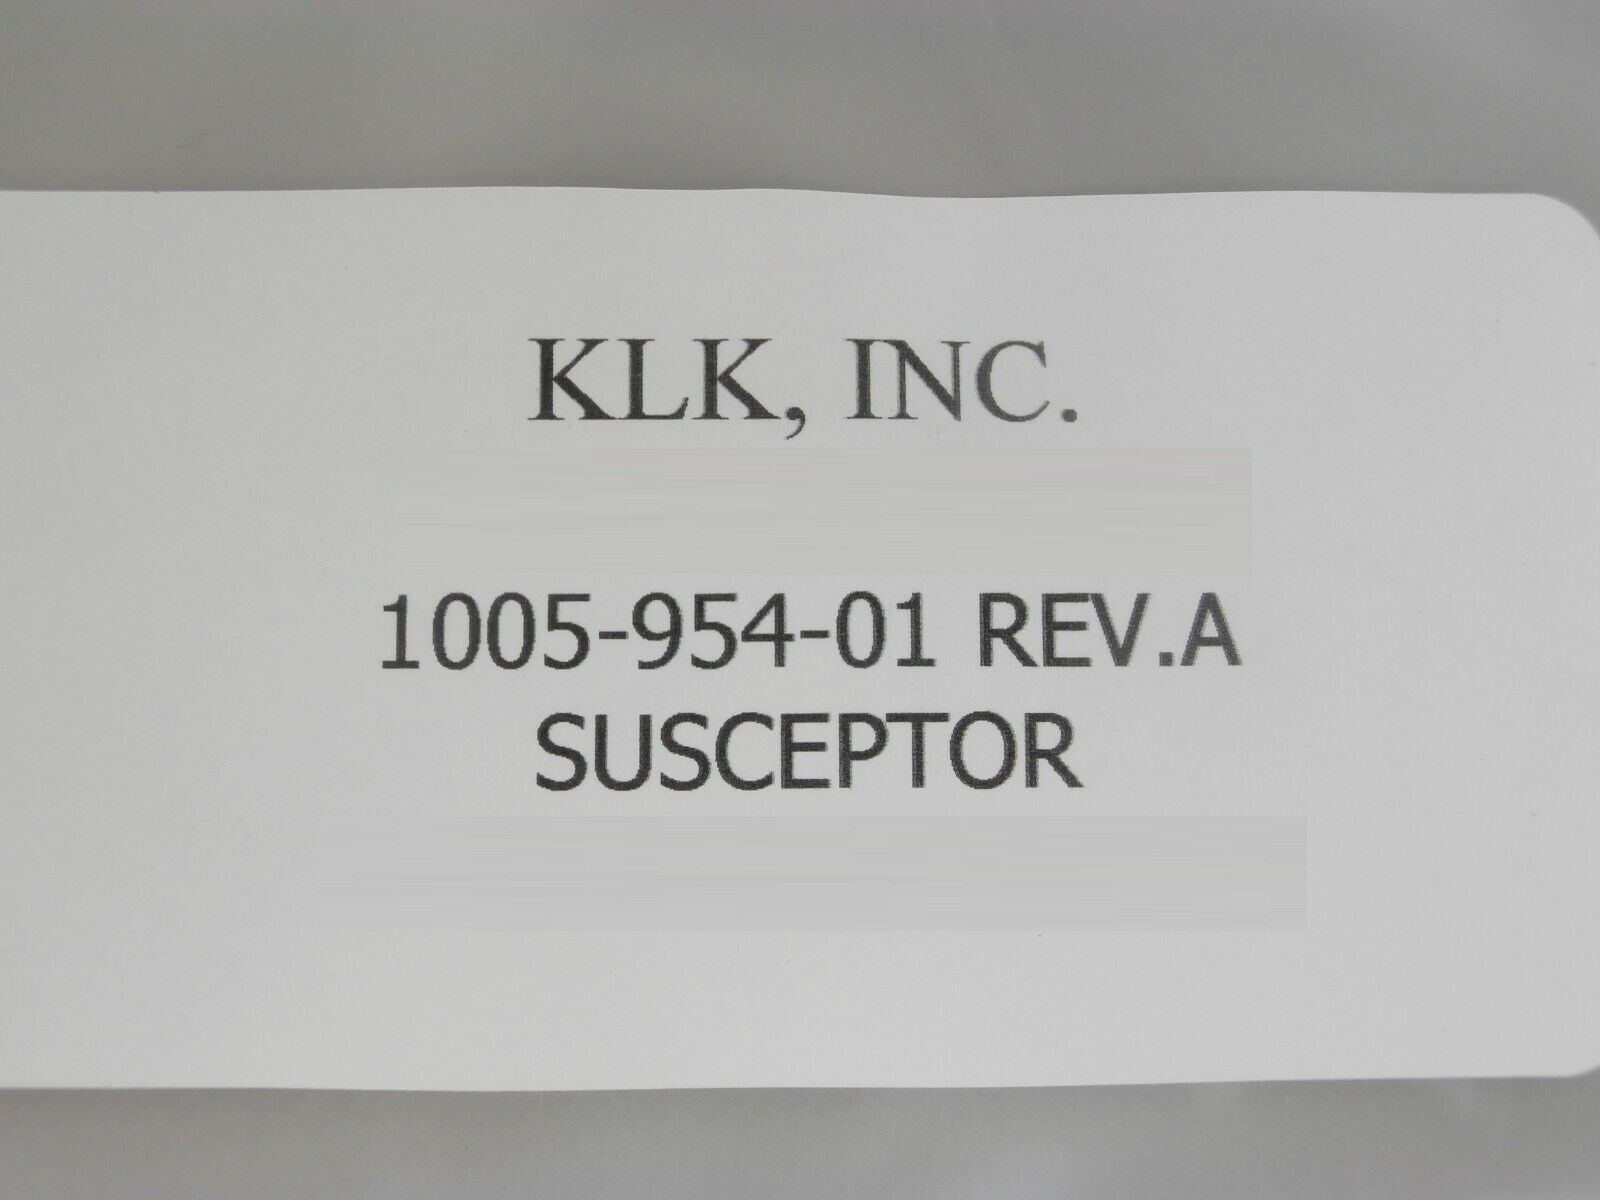 KLK, INC.
1005-954-01 REV.A
SUSCEPTOR